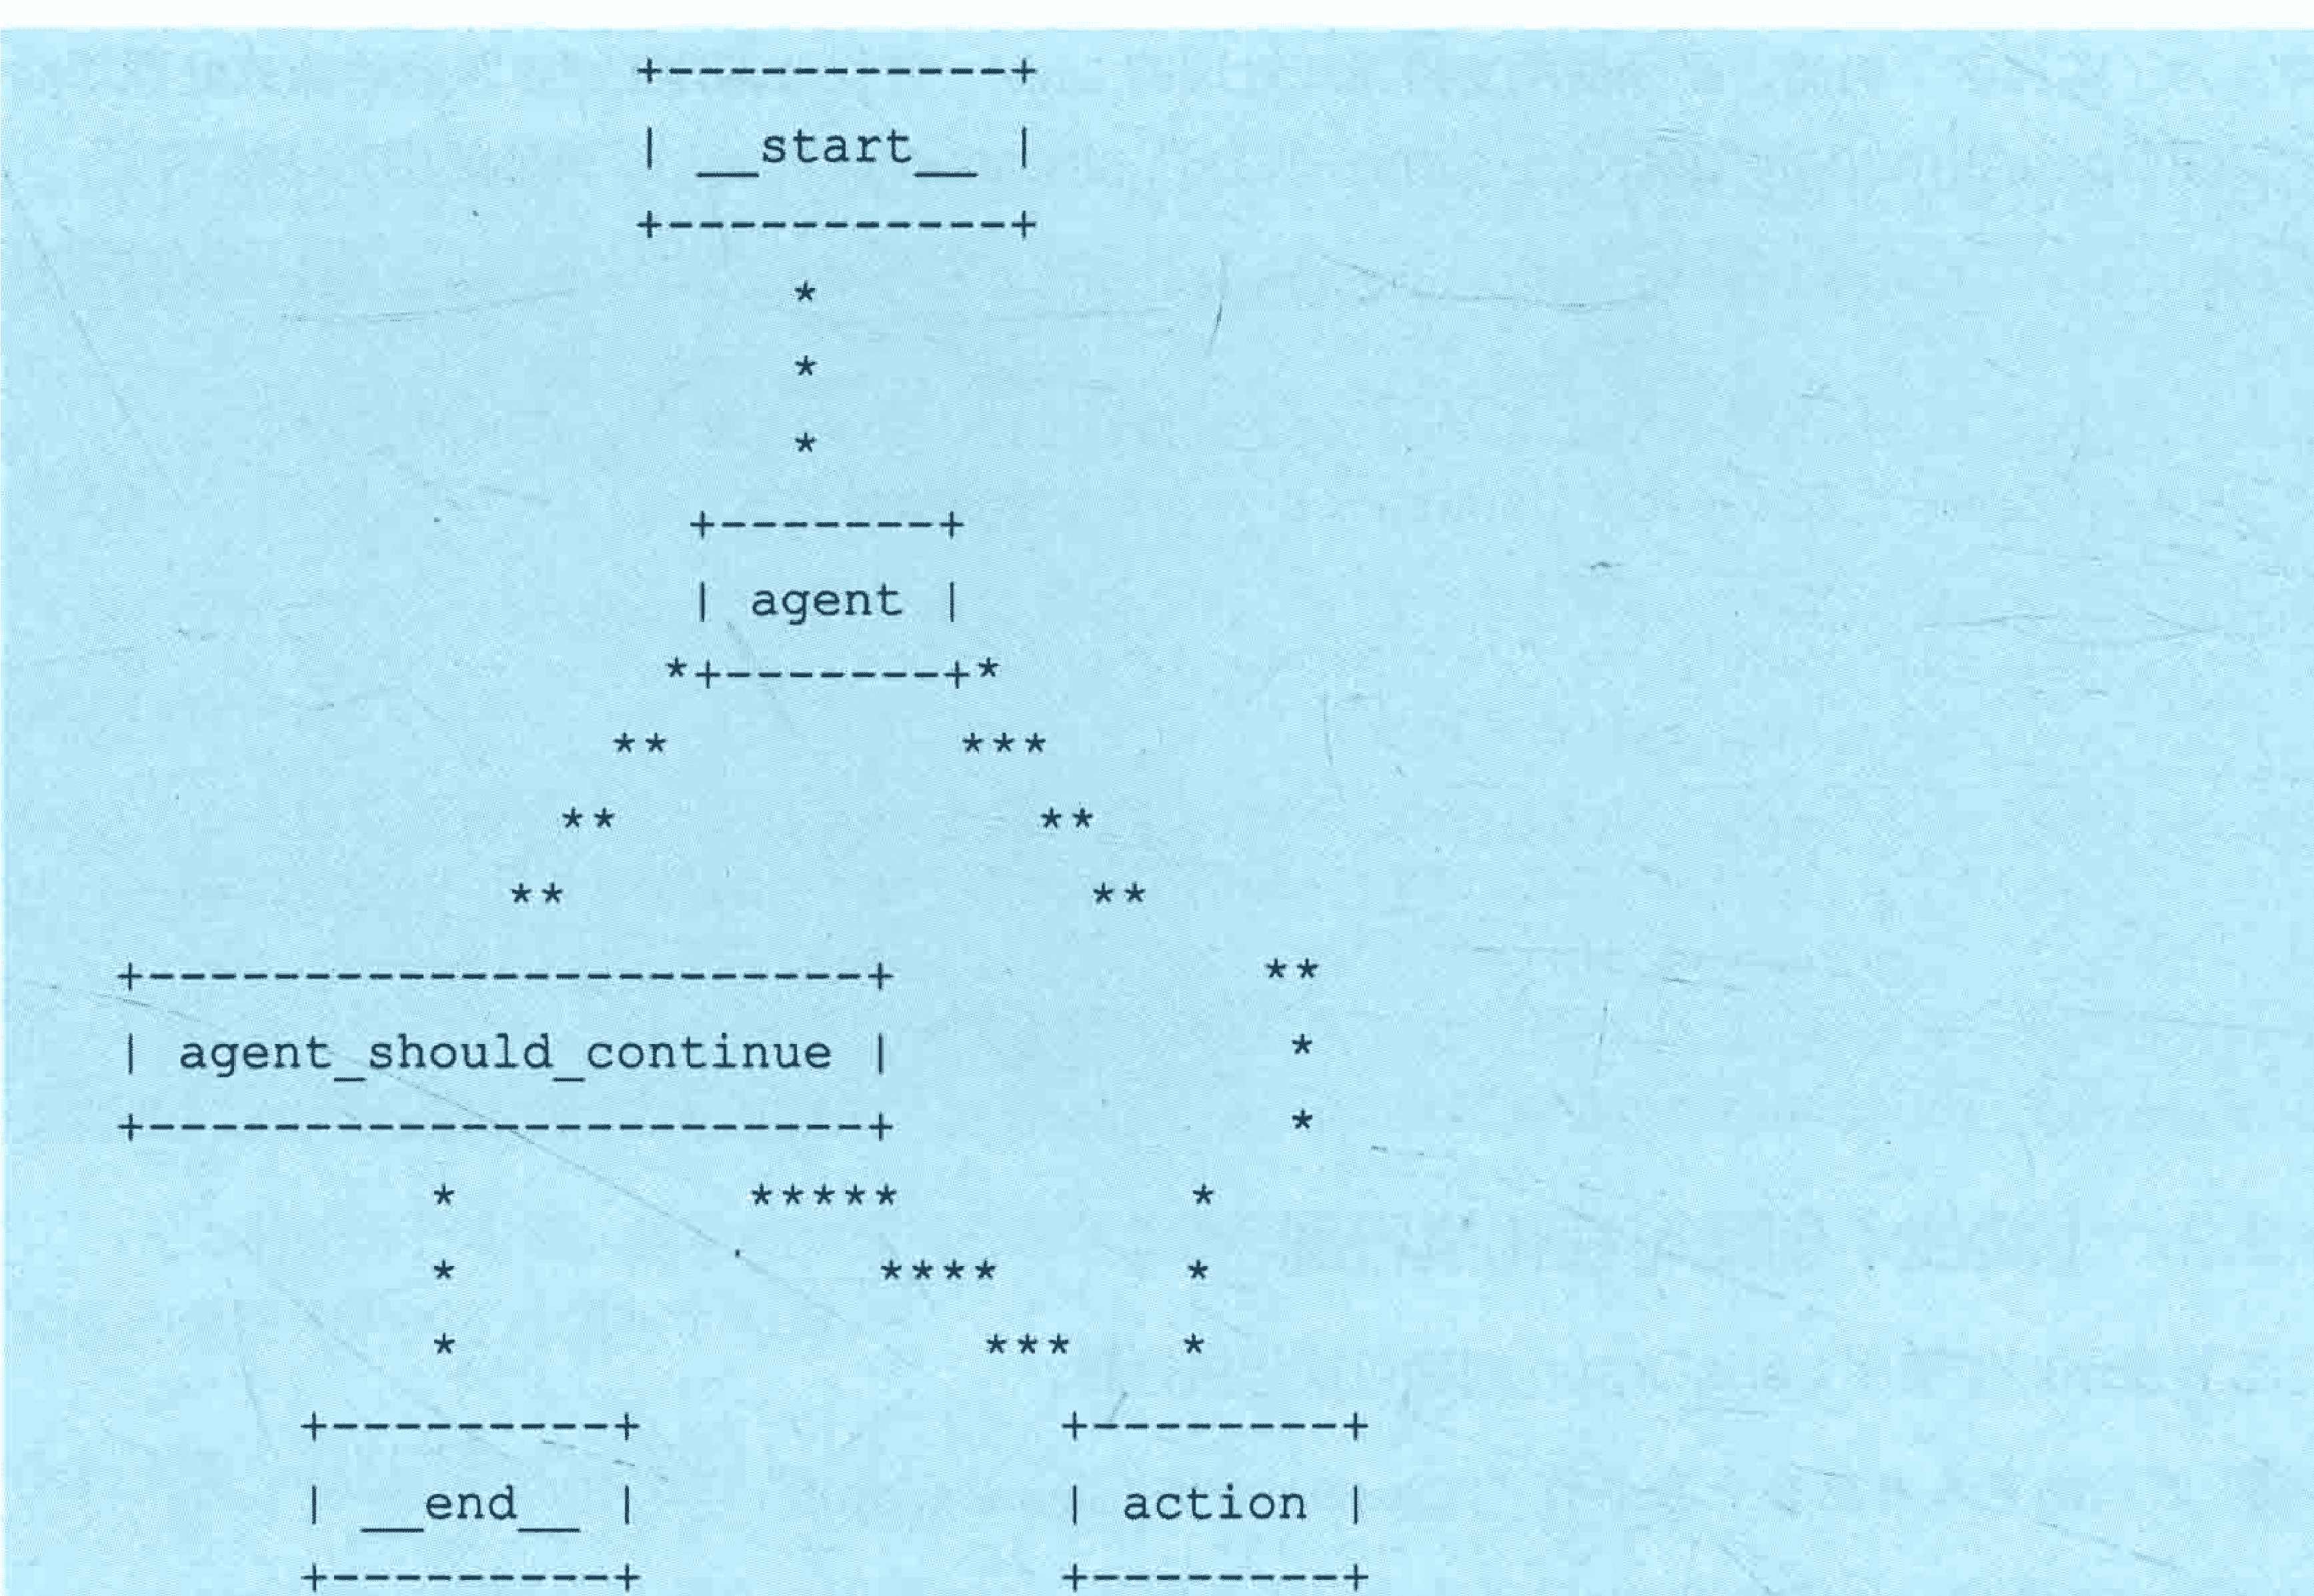 +-----------+
| __start__ |
+-----------+
*
*
*
+-------+
| agent |
*+-------+*
** ***
** **
** **
+-----------------------+ **
| agent_should_continue | *
+-----------------------+ *
* ***** *
* **** *
* *** *
+---------+ +--------+
| __end__ | | action |
+---------+ +--------+